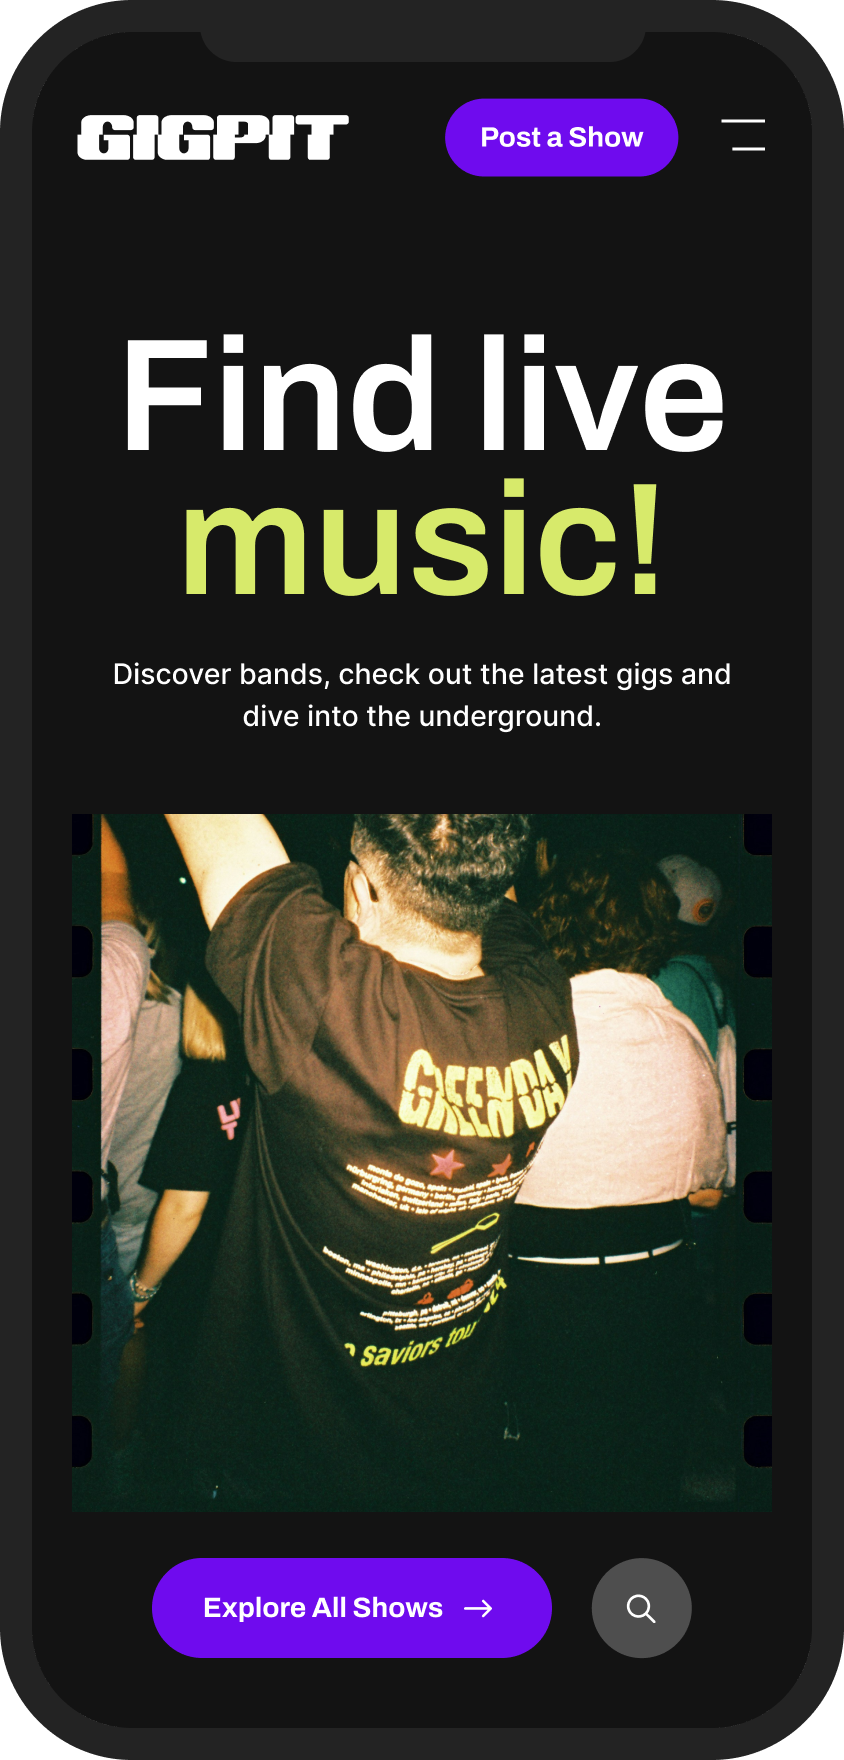 GIGPIT
Post a Show
Find live
music!
Discover bands, check out the latest gigs and
dive into the underground.
GREEN DAY
saviors tour
Explore All Shows